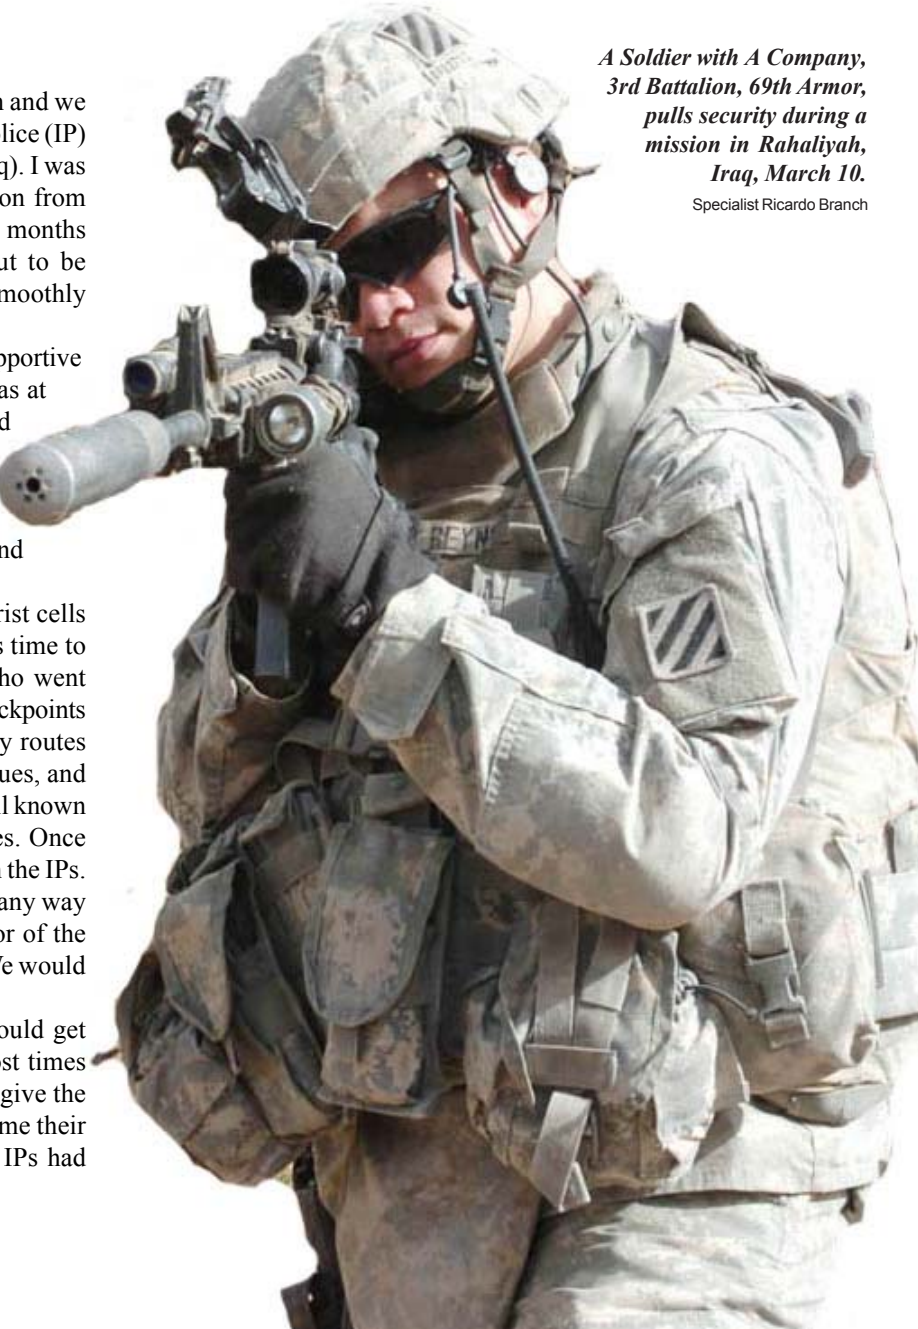 and we
lice (IP)
q). I was
on from
months
ut to be
moothly
pportive
as at
d
nd
rist cells
s time to
ho went
ckpoints
y routes
ues, and
ll known
es. Once
the IPs.
any way
or of the
We would
ould get
ost times
give the
me their
IPs had
A Soldier with A Company,
3rd Battalion, 69th Armor,
pulls security during a
mission in Rahaliyah,
Iraq, March 10.
Specialist Ricardo Branch
REYN